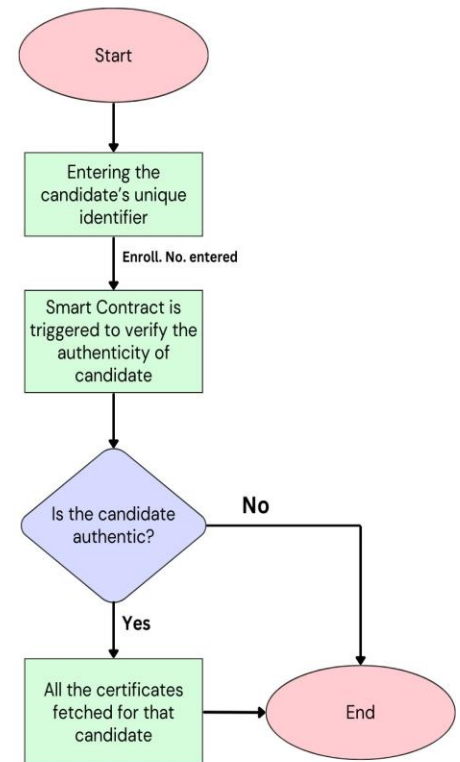 Start
Entering the
candidate's unique
identifier
Enroll. No. entered
Smart Contract is
triggered to verify the
authenticity of
candidate
Is the candidate
authentic?
No
Yes
All the certificates
fetched for that
candidate
End